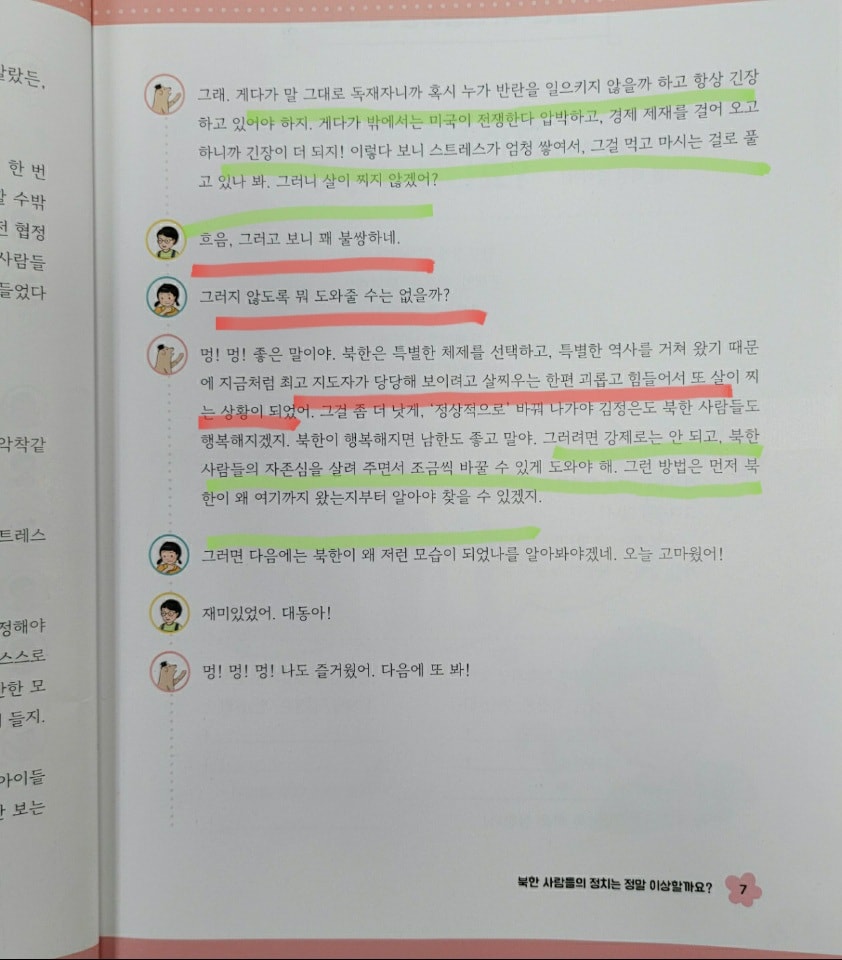 랐든,
한 번
수밖
협정
사람들
들었다
악착같
트레스
정해야
스스로
한 모
들지.
아이들
보는
그래. 게다가 말 그대로 독재자니까 혹시 누가 반란을 일으키지 않을까 하고 항상 긴장
하고 있어야 하지. 게다가 밖에서는 미국이 전쟁한다 압박하고, 경제 제재를 걸어 오고
하니까 긴장이 더 되지! 이렇다 보니 스트레스가 엄청 쌓여서, 그걸 먹고 마시는 걸로 풀
고 있나 봐. 그러니 살이 찌지 않겠어?
흐음, 그러고 보니 꽤 불쌍하네.
그러지 않도록 뭐 도와줄 수는 없을까?
멍! 멍! 좋은 말이야. 북한은 특별한 체제를 선택하고, 특별한 역사를 거쳐 왔기 때문
에 지금처럼 최고 지도자가 당당해 보이려고 살찌우는 한편 괴롭고 힘들어서 또 살이 찌
는 상황이 되었어. 그걸 좀 더 낫게, '정상적으로' 바꿔 나가야 김정은도 북한 사람들도
행복해지겠지. 북한이 행복해지면 남한도 좋고 말야. 그러려면 강제로는 안 되고, 북한
사람들의 자존심을 살려 주면서 조금씩 바꿀 수 있게 도와야 해. 그런 방법은 먼저 북
한이 왜 여기까지 왔는지부터 알아야 찾을 수 있겠지.
그러면 다음에는 북한이 왜 저런 모습이 되었나를 알아봐야겠네. 오늘 고마웠어!
재미있었어. 대동아!
멍! 멍! 멍! 나도 즐거웠어. 다음에 또 봐!
북한 사람들의 정치는 정말 이상할까요? 7